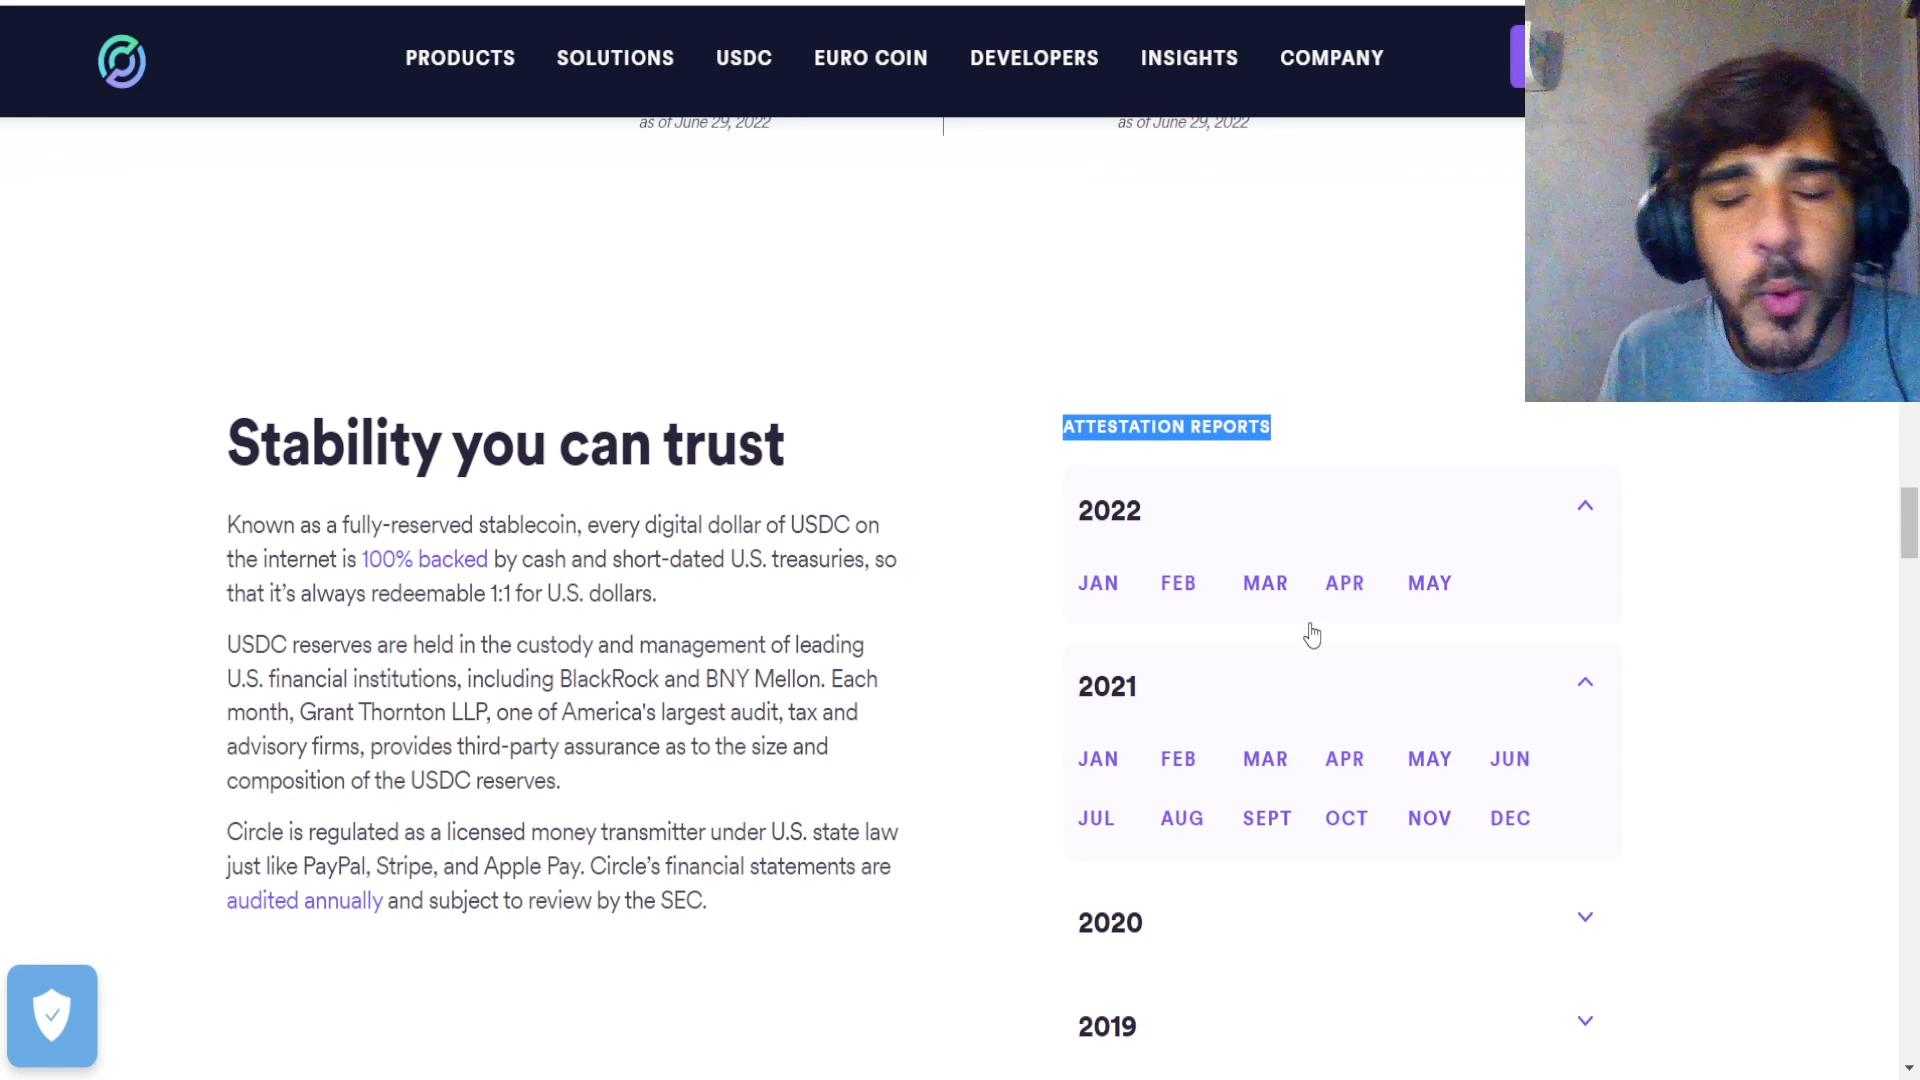 PRODUCTS SOLUTIONS USDC EURO COIN DEVELOPERS INSIGHTS COMPANY
as of June 29, 2022
as of June 29, 2022
Stability you can trust
Known as a fully-reserved stablecoin, every digital dollar of USDC on
the internet is 100% backed by cash and short-dated U.S. treasuries, so
that it’s always redeemable 1:1 for U.S. dollars.
USDC reserves are held in the custody and management of leading
U.S. financial institutions, including BlackRock and BNY Mellon. Each
month, Grant Thornton LLP, one of America's largest audit, tax and
advisory firms, provides third-party assurance as to the size and
composition of the USDC reserves.
Circle is regulated as a licensed money transmitter under U.S. state law
just like PayPal, Stripe, and Apple Pay. Circle’s financial statements are
audited annually and subject to review by the SEC.
ATTESTATION REPORTS
2022
JAN FEB MAR APR MAY
2021
JAN FEB MAR APR MAY JUN
JUL AUG SEPT OCT NOV DEC
2020
2019